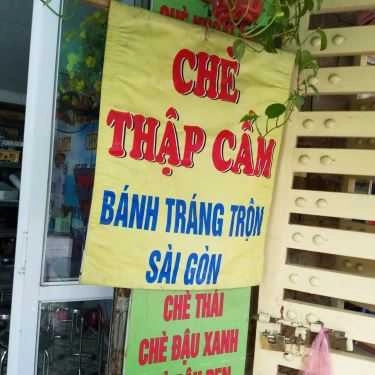 CHÈ
THẬP CẨM
BÁNH TRÁNG TRỘN
SÀI GÒN
CHÈ THÁI
CHÈ ĐẬU XANH